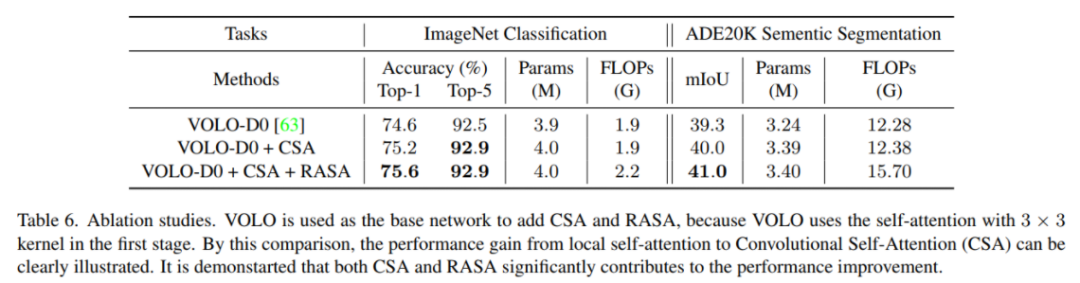 Tasks ImageNet Classification ADE20K Sementic Segmentation
Methods Accuracy (%) Top-1 Top-5 Params (M) FLOPs (G) mIoU Params (M) FLOPs (G)
VOLO-D0 [63] 74.6 92.5 3.9 1.9 39.3 3.24 12.28
VOLO-D0 + CSA 75.2 92.9 4.0 1.9 40.0 3.39 12.38
VOLO-D0 + CSA + RASA 75.6 92.9 4.0 2.2 41.0 3.40 15.70
Table 6. Ablation studies. VOLO is used as the base network to add CSA and RASA, because VOLO uses the self-attention with 3 × 3
kernel in the first stage. By this comparison, the performance gain from local self-attention to Convolutional Self-Attention (CSA) can be
clearly illustrated. It is demonstarted that both CSA and RASA significantly contributes to the performance improvement.